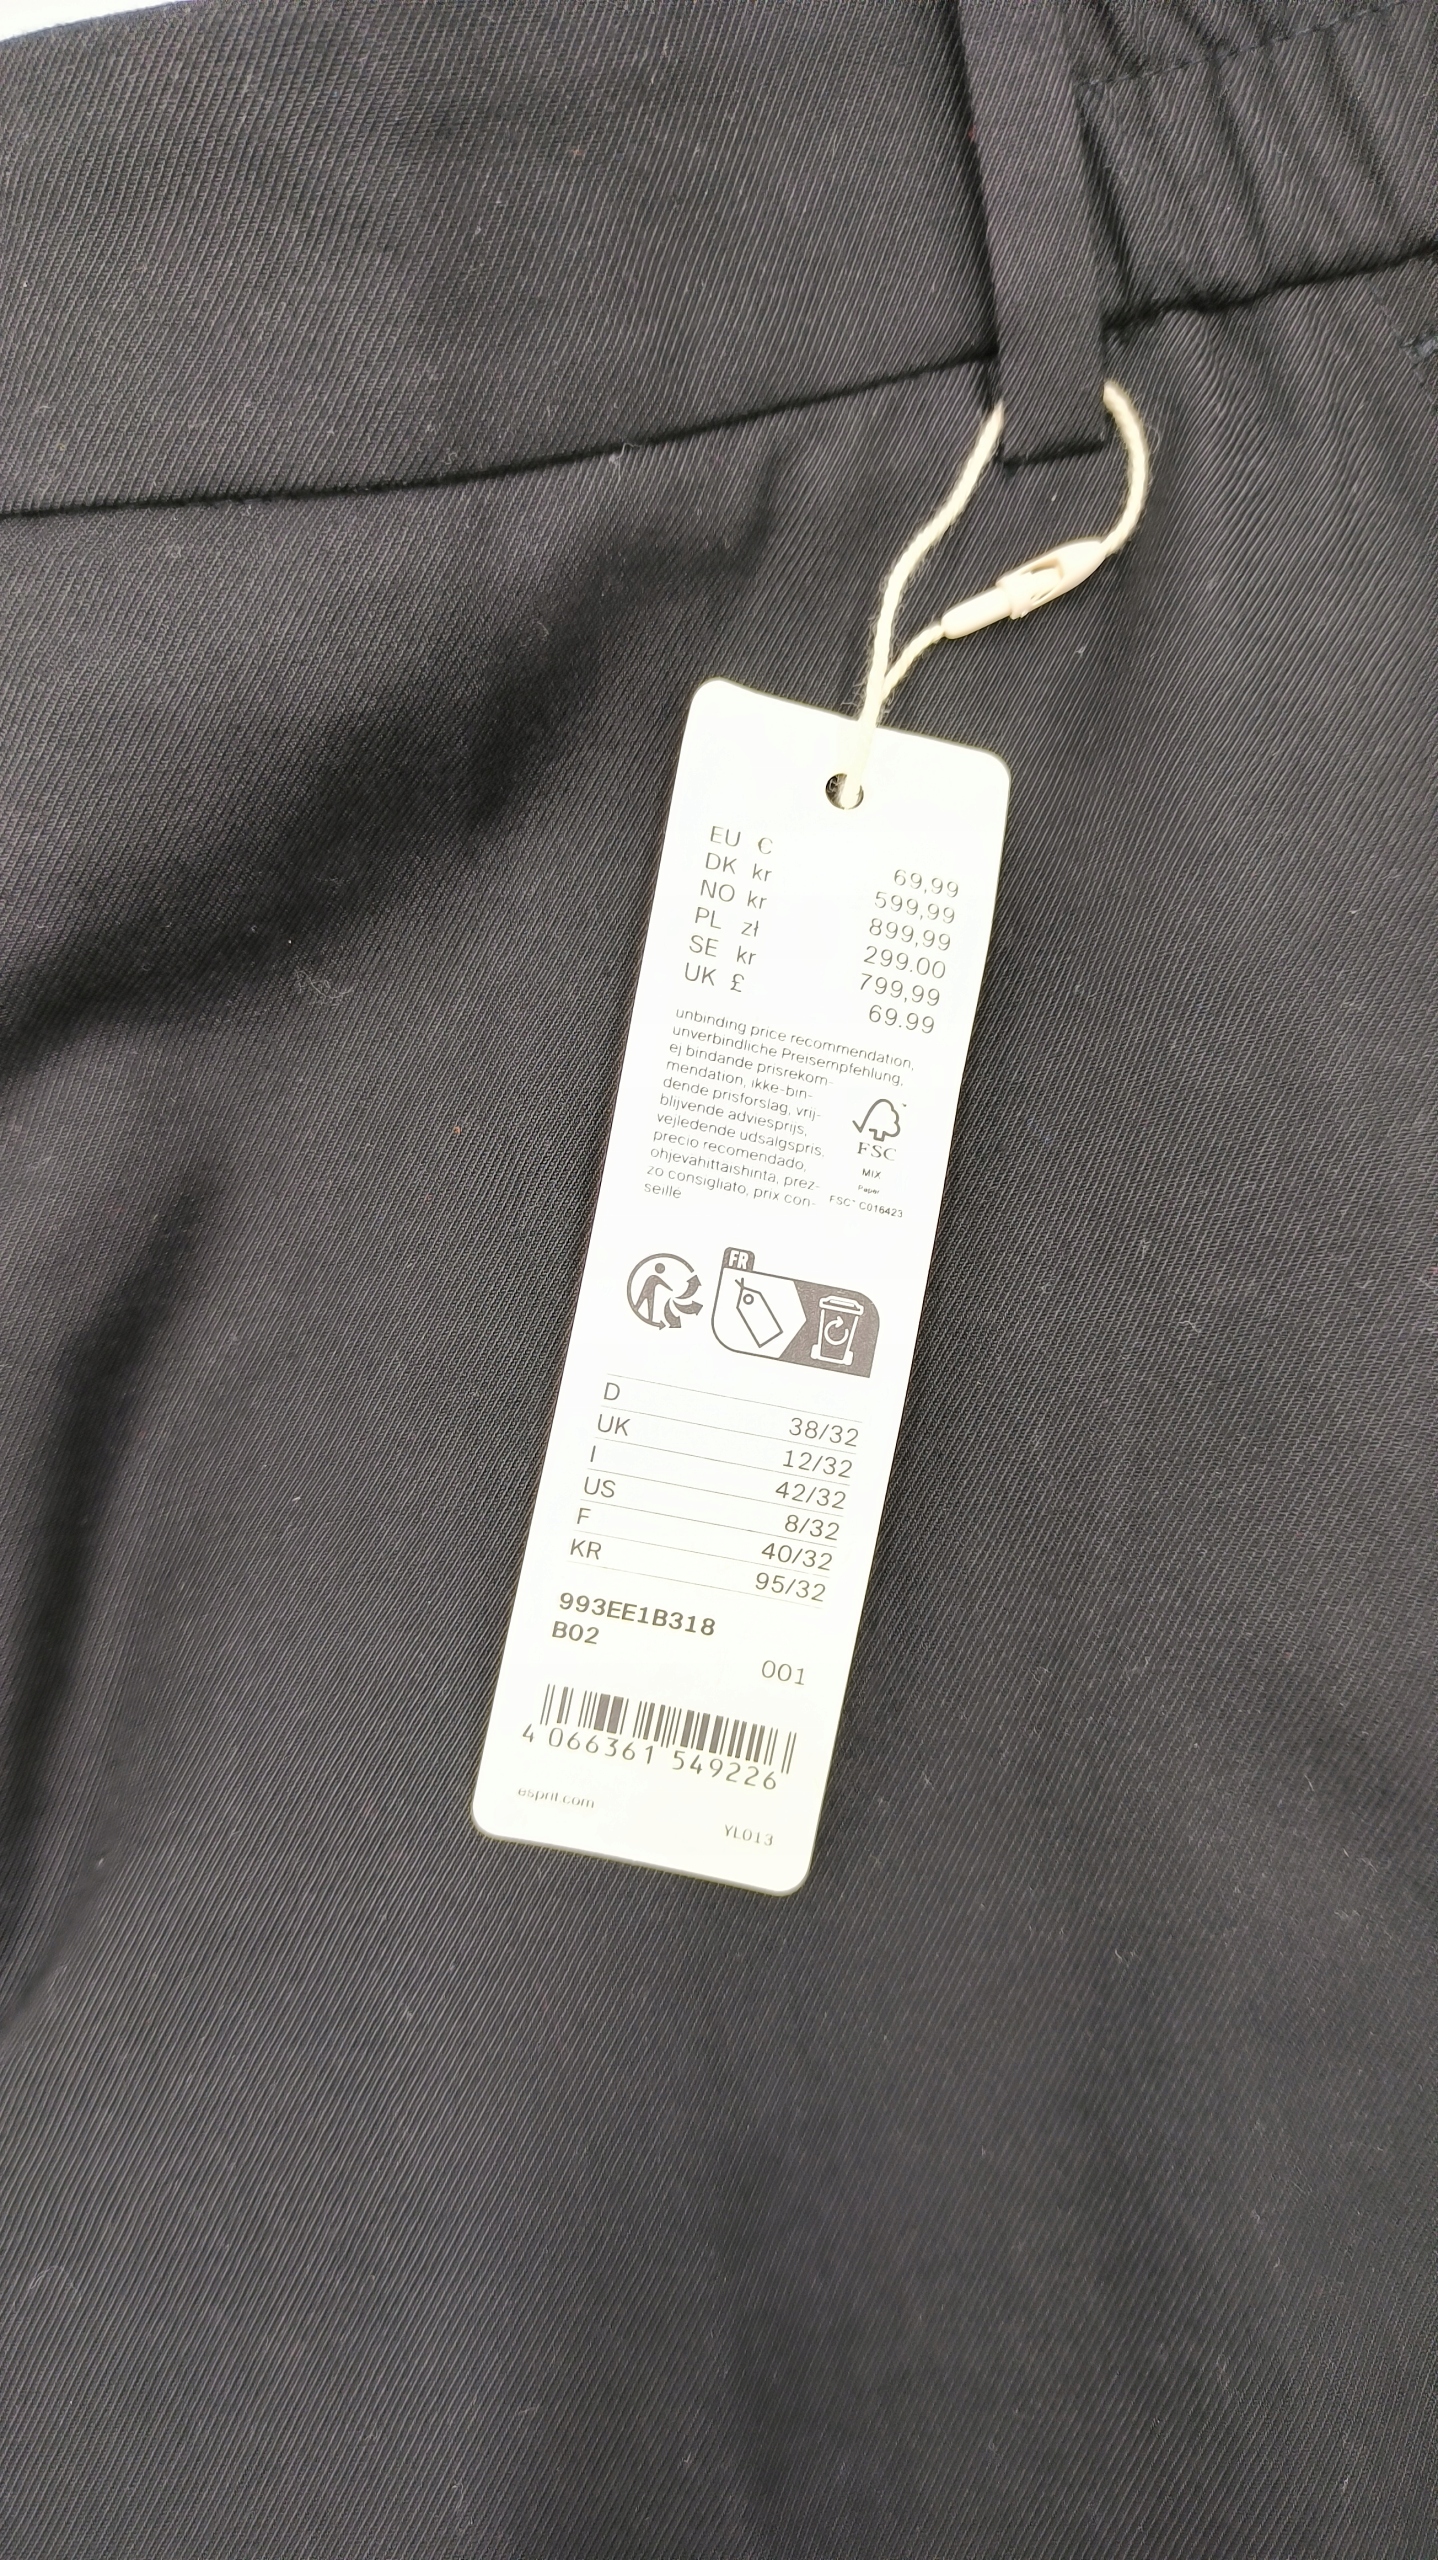 EU € 69,99
DK kr 599,99
NO kr 899,99
PL zł 299.00
SE kr 799,99
UK £ 69.99
unbinding price recommendation,
unverbindliche Preisempfehlung,
ej bindande prisrekom-
mendation, ikke-bin-
dende prisforslag, vrij-
blijvende adviesprijs,
vejledende udsalgspris,
precio recomendado,
ohjevähittaishinta, prez-
zo consigliato, prix con-
seillé
FSC
MIX
Paper
FSC™ C016423
FR
D 38/32
UK 12/32
I 42/32
US 8/32
F 40/32
KR 95/32
993EE1B318
B02
001
4 066361 549226
esprit.com
YL013